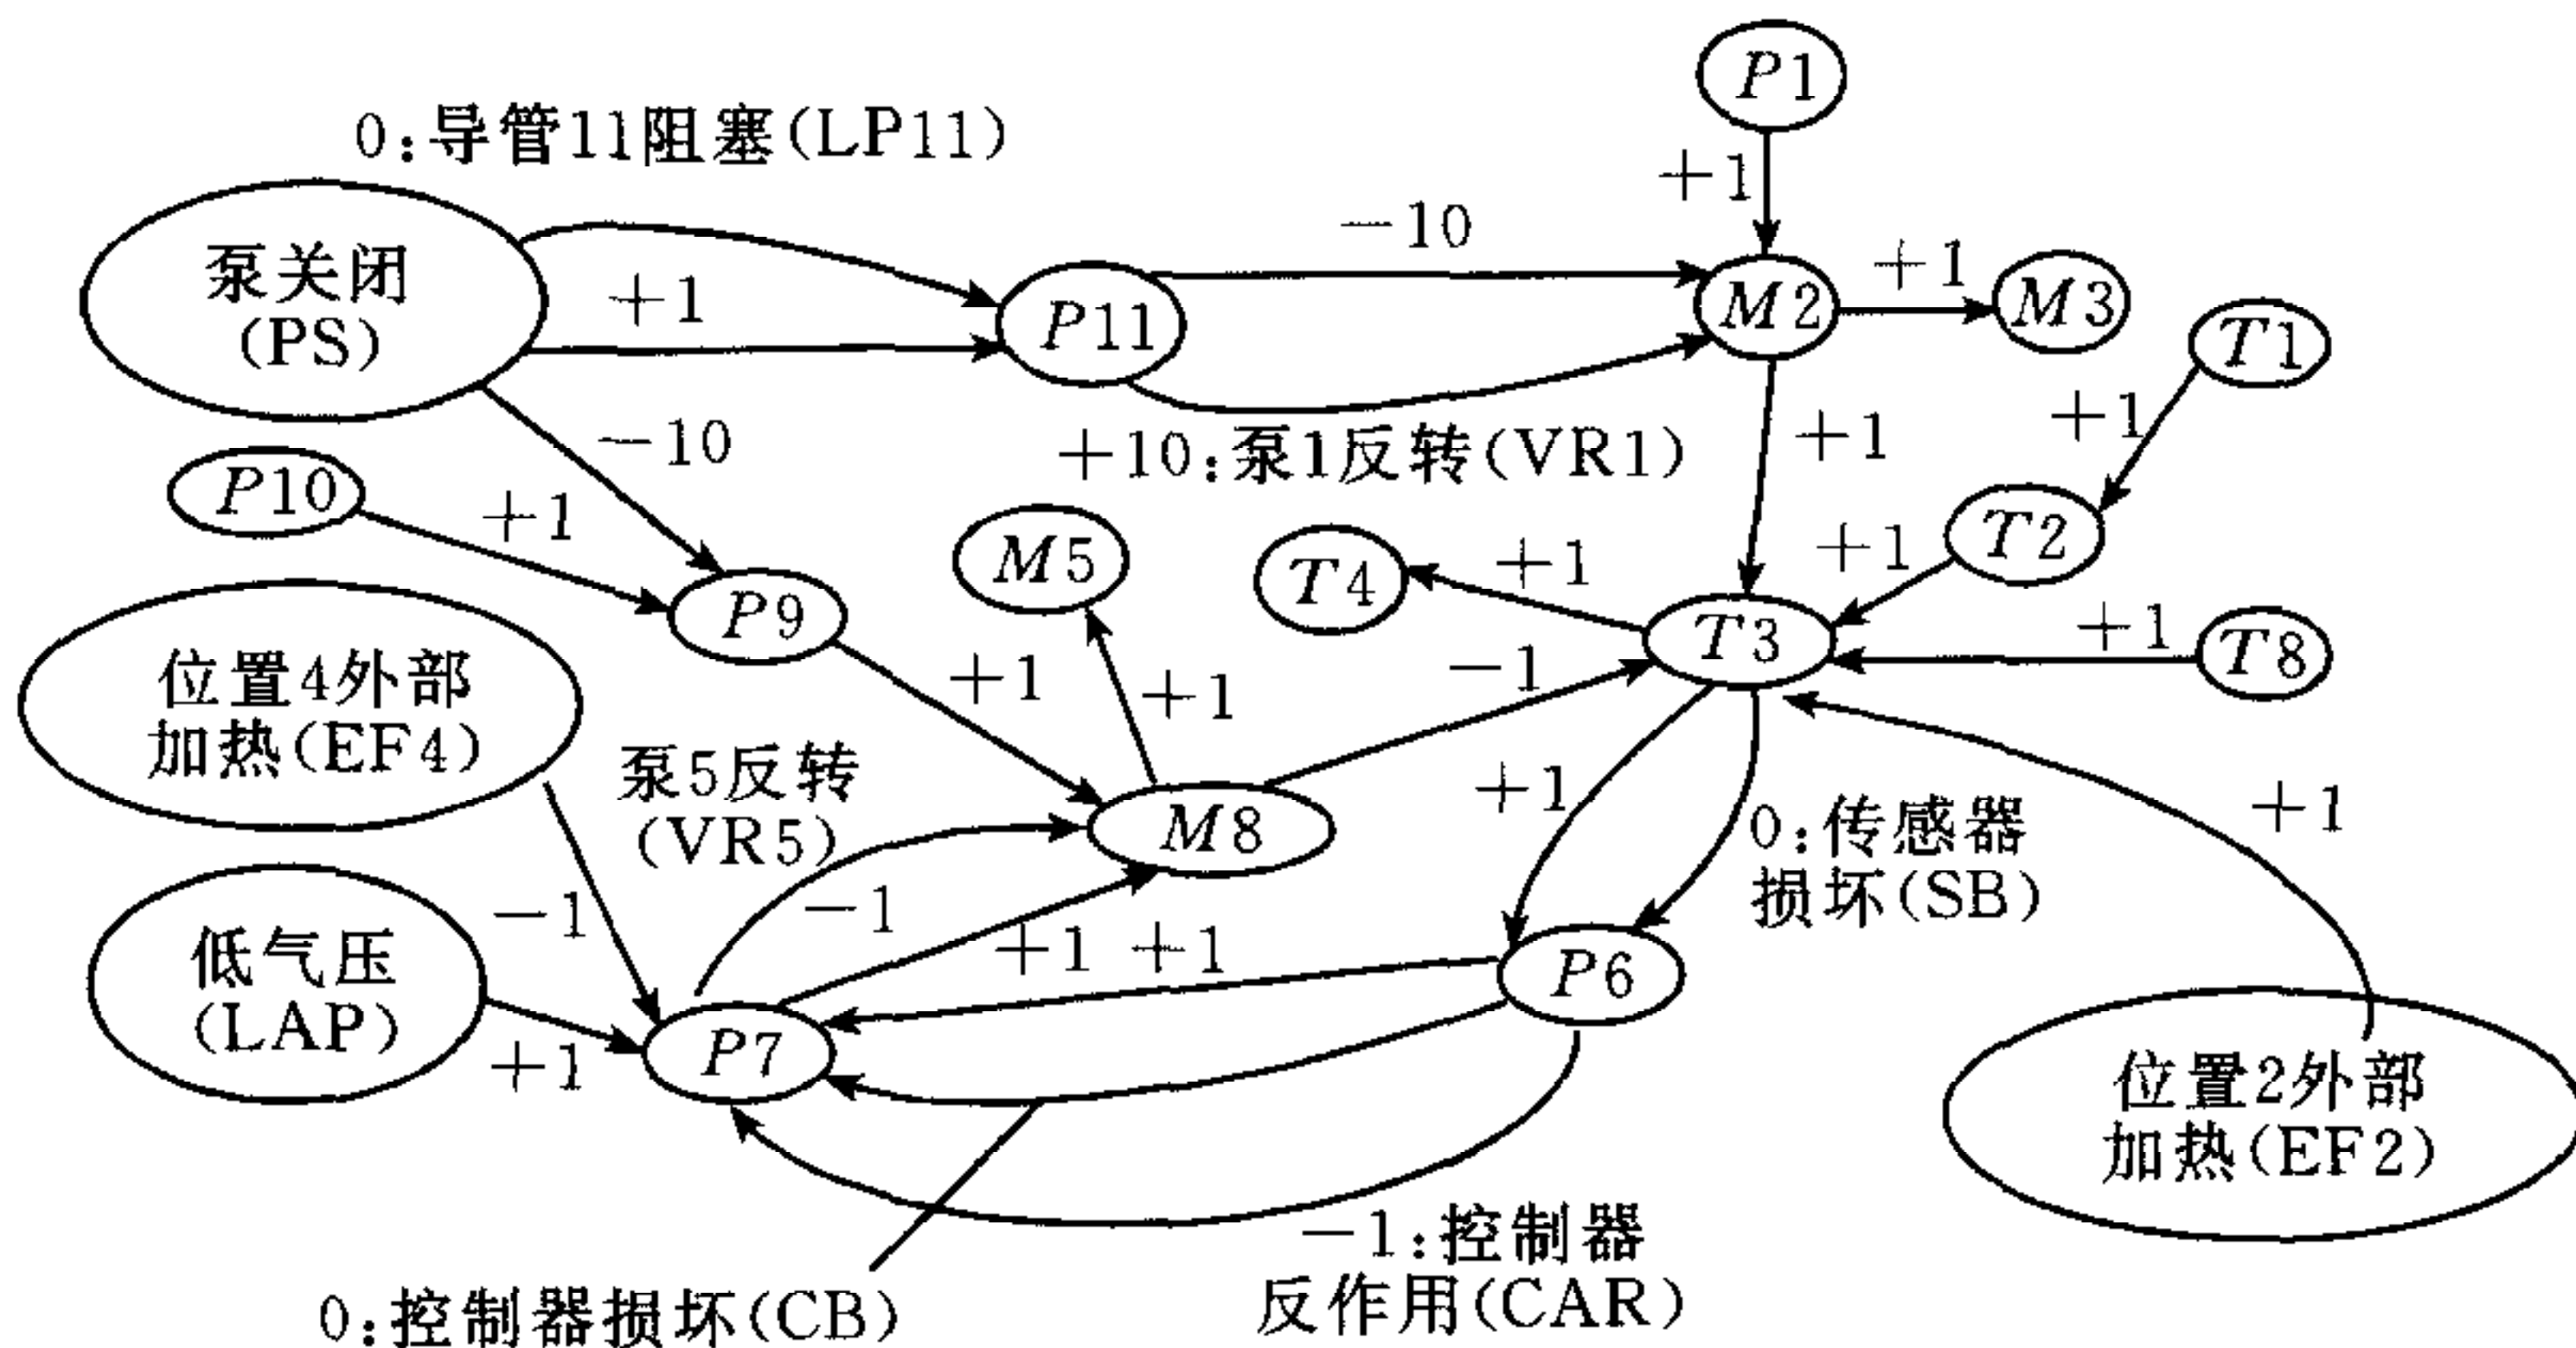 P1
0:导管11阻塞(LP11)
+1
-10
泵关闭
(PS)
+1
P11
M2
+1
M3
T1
-10
+10:泵1反转(VR1)
+1
+1
P10
+1
M5
T4
+1
+1
T2
P9
位置4外部
加热(EF4)
+1
+1
-1
T3
+1
T8
泵5反转
(VR5)
M8
+1
0:传感器
损坏(SB)
+1
-1
-1
+1
+1
低气压
(LAP)
+1
P7
P6
位置2外部
加热(EF2)
-1:控制器
反作用(CAR)
0:控制器损坏(CB)